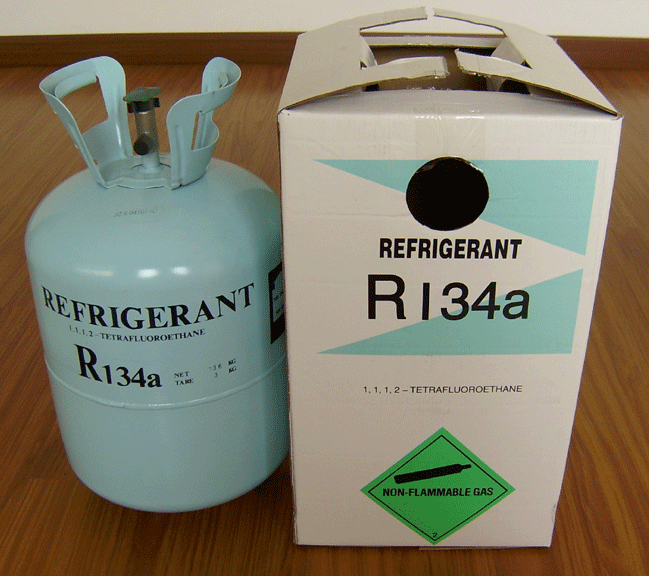 REFRIGERANT
1,1,1,2-TETRAFLUOROETHANE
R134a
NET KG
TARE 3 KG
REFRIGERANT
R134a
1,1,1,2-TETRAFLUOROETHANE
NON-FLAMMABLE GAS
2